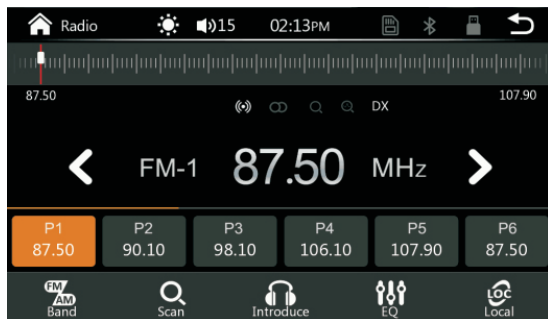 Radio 15 02:13PM
87.50 107.90
DX
FM-1 87.50 MHz
P1 P2 P3 P4 P5 P6
87.50 90.10 98.10 106.10 107.90 87.50
FM AM LOC
Band Scan Introduce EQ Local